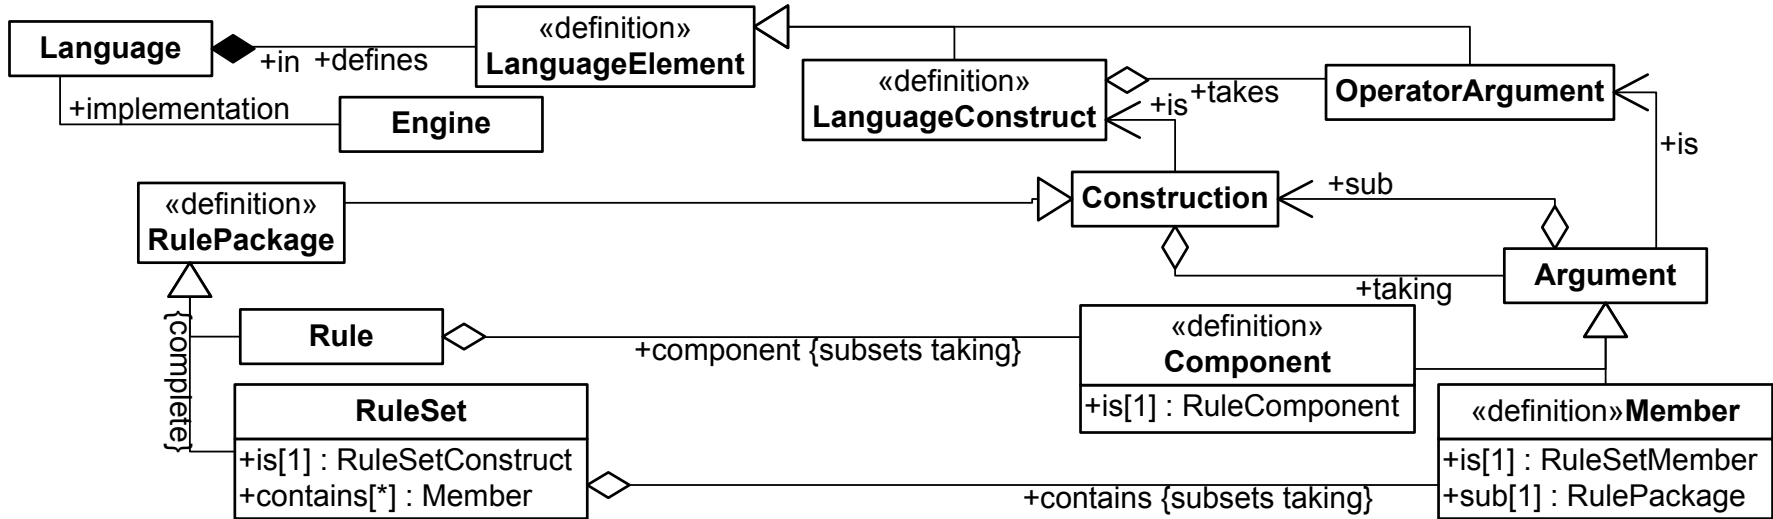 Language
+in
+defines
«definition»
LanguageElement
+implementation
Engine
«definition»
LanguageConstruct
+takes
+is
OperatorArgument
+is
«definition»
RulePackage
Construction
+sub
+taking
Argument
{complete}
Rule
+component {subsets taking}
«definition»
Component
+is[1] : RuleComponent
RuleSet
+is[1] : RuleSetConstruct
+contains[*] : Member
+contains {subsets taking}
«definition»Member
+is[1] : RuleSetMember
+sub[1] : RulePackage